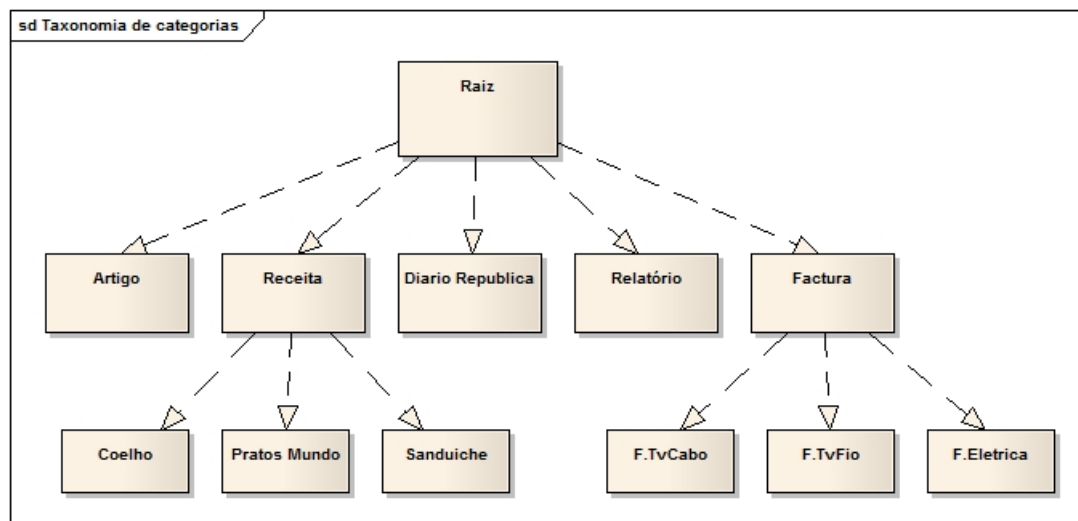 sd Taxonomia de categorias
Raiz
Artigo
Receita
Diario Republica
Relatório
Factura
Coelho
Pratos Mundo
Sanduiche
F.TvCabo
F.TvFio
F.Eletrica